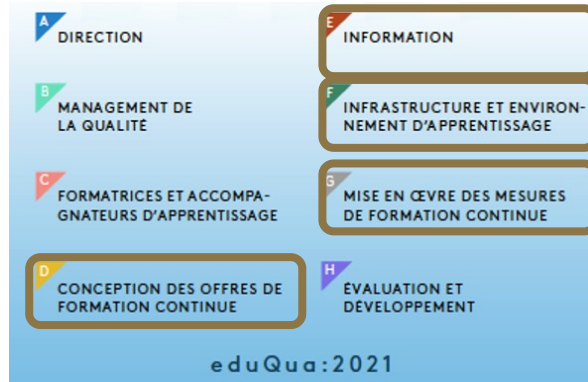 A
DIRECTION
B
MANAGEMENT DE
LA QUALITÉ
C
FORMATRICES ET ACCOMPA-
GNATEURS D'APPRENTISSAGE
D
CONCEPTION DES OFFRES DE
FORMATION CONTINUE
E
INFORMATION
F
INFRASTRUCTURE ET ENVIRON-
NEMENT D'APPRENTISSAGE
G
MISE EN ŒVRE DES MESURES
DE FORMATION CONTINUE
H
ÉVALUATION ET
DÉVELOPPEMENT
eduQua:2021